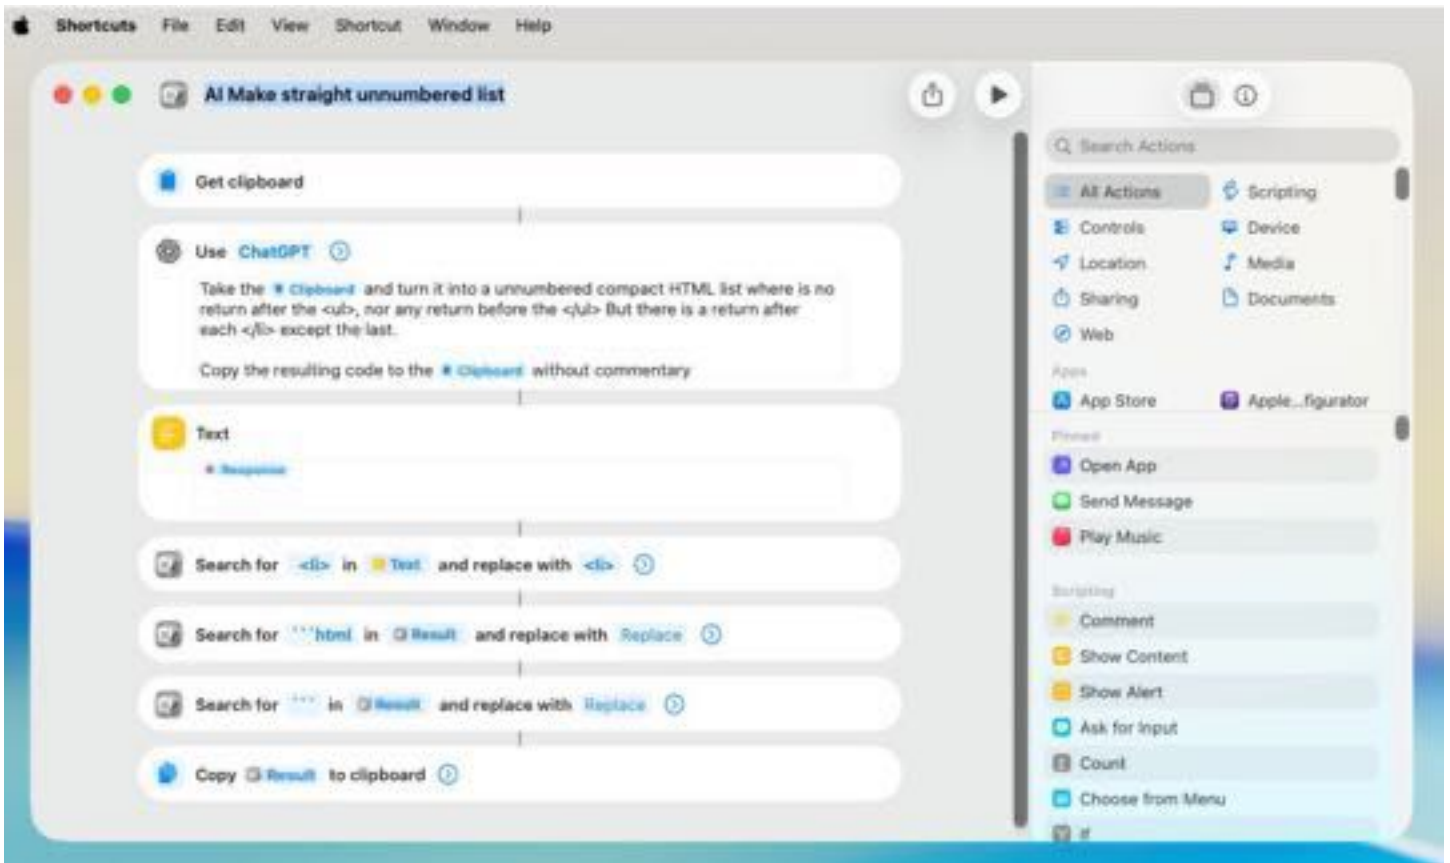 Shortcuts File Edit View Shortcut Window Help
AI Make straight unnumbered list
Get clipboard
Use ChatGPT
Take the Clipboard and turn it into a unnumbered compact HTML list where is no
return after the <ul>, nor any return before the </ul> But there is a return after
each </li> except the last.
Copy the resulting code to the Clipboard without commentary
Text
Response
Search for <li> in Text and replace with <li>
Search for ```html in Result and replace with Replace
Search for ``` in Result and replace with Replace
Copy Result to clipboard
Search Actions
All Actions Scripting
Controls Device
Location Media
Sharing Documents
Web
Apps
App Store Apple...figurator
Pinned
Open App
Send Message
Play Music
Scripting
Comment
Show Content
Show Alert
Ask for Input
Count
Choose from Menu
If